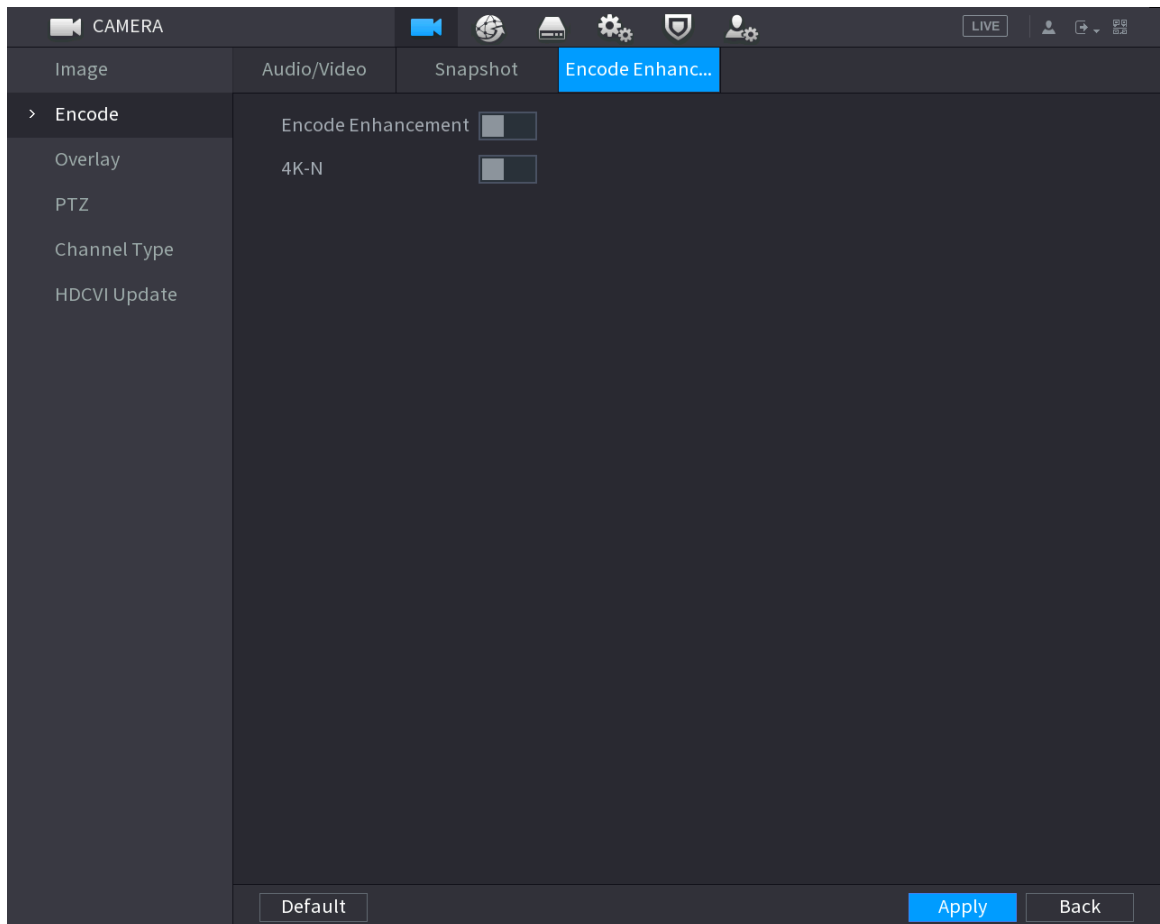 CAMERA
LIVE
Image
Encode
Overlay
PTZ
Channel Type
HDCVI Update
Audio/Video
Snapshot
Encode Enhanc...
Encode Enhancement
4K-N
Default
Apply
Back